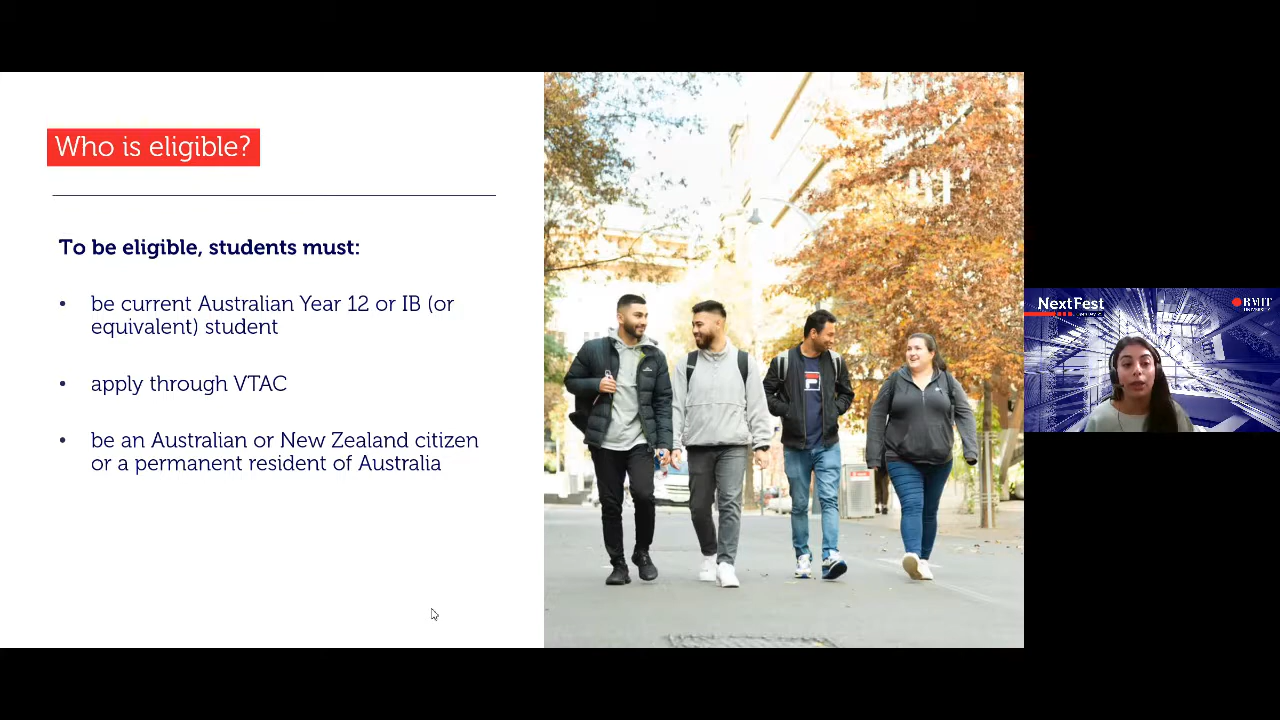 Who is eligible?
To be eligible, students must:
• be current Australian Year 12 or IB (or
equivalent) student
• apply through VTAC
• be an Australian or New Zealand citizen
or a permanent resident of Australia
NextFest
RMIT
UNIVERSITY